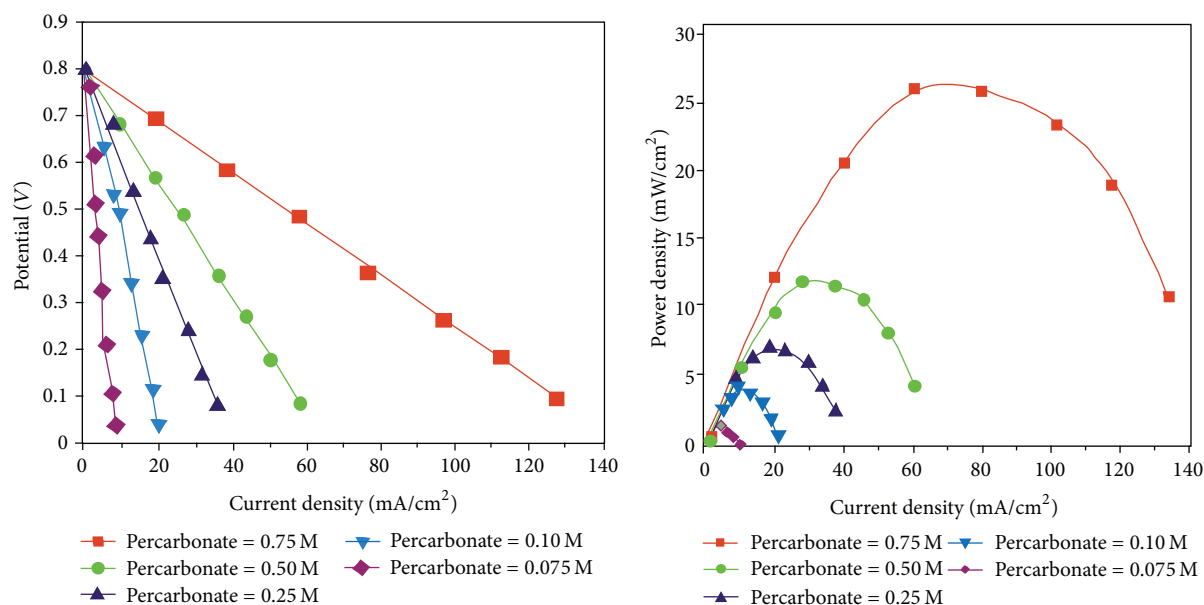 0.9
0.8
0.7
0.6
0.5
0.4
0.3
0.2
0.1
0
Potential (V)
0 20 40 60 80 100 120 140
Current density (mA/cm²)
Percarbonate = 0.75 M
Percarbonate = 0.50 M
Percarbonate = 0.25 M
Percarbonate = 0.10 M
Percarbonate = 0.075 M
30
25
20
15
10
5
0
Power density (mW/cm²)
0 20 40 60 80 100 120 140
Current density (mA/cm²)
Percarbonate = 0.75 M
Percarbonate = 0.50 M
Percarbonate = 0.25 M
Percarbonate = 0.10 M
Percarbonate = 0.075 M